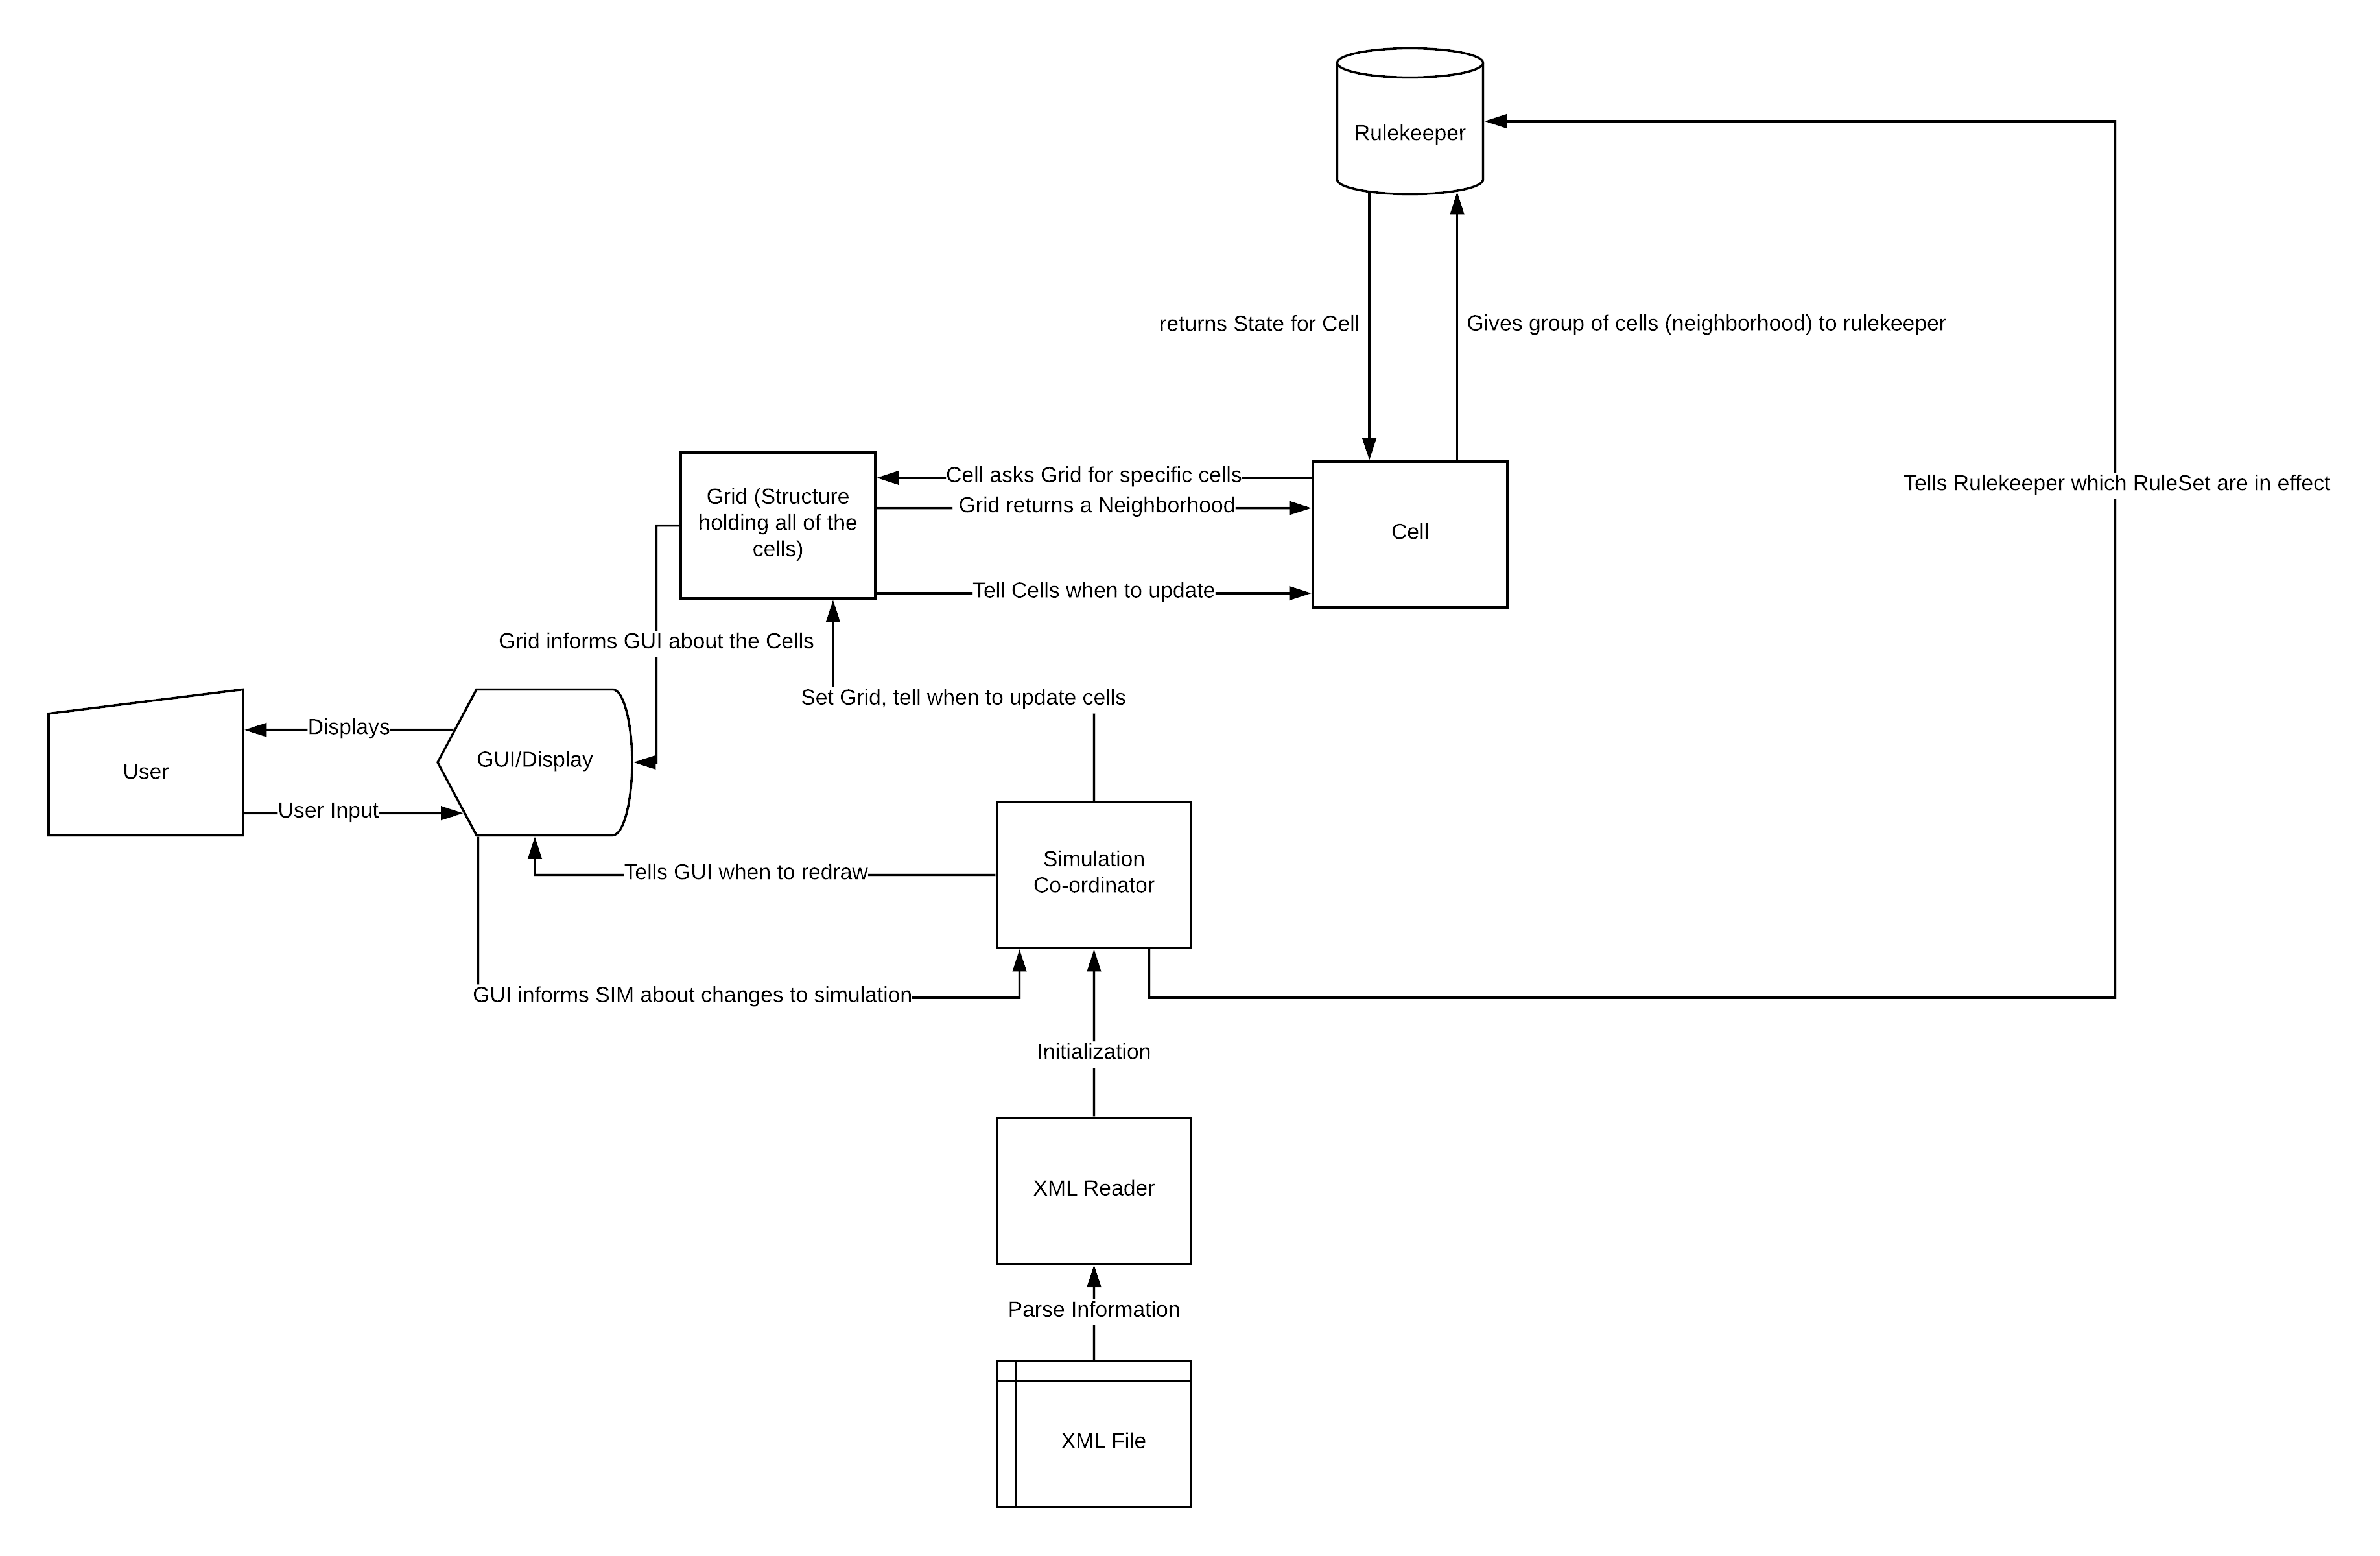 Rulekeeper
returns State for Cell
Gives group of cells (neighborhood) to rulekeeper
Cell asks Grid for specific cells
Grid (Structure
holding all of the
cells)
Grid returns a Neighborhood
Tell Cells when to update
Cell
Tells Rulekeeper which RuleSet are in effect
Grid informs GUI about the Cells
Set Grid, tell when to update cells
Displays
User
GUI/Display
User Input
Tells GUI when to redraw
Simulation
Co-ordinator
GUI informs SIM about changes to simulation
Initialization
XML Reader
Parse Information
XML File